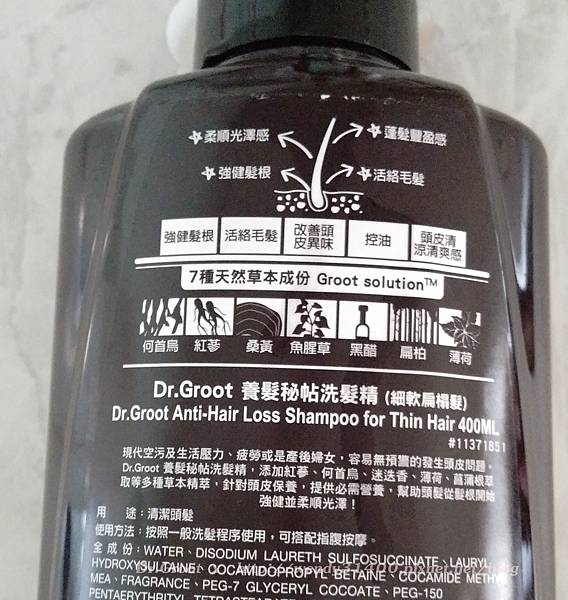 柔順光澤感 蓬髮豐盈感
強健髮根 活絡毛髮
強健髮根 活絡毛髮 改善頭皮異味 控油 頭皮清涼清爽感
7種天然草本成份 Groot solution™
何首烏 紅蔘 桑黃 魚腥草 黑醋 扁柏 薄荷
Dr.Groot 養髮秘帖洗髮精 (細軟扁榻髮)
Dr.Groot Anti-Hair Loss Shampoo for Thin Hair 400ML
#11371851
現代空污及生活壓力、疲勞或是產後婦女，容易無預警的發生頭皮問題。
Dr.Groot 養髮秘帖洗髮精，添加紅蔘、何首烏、迷迭香、薄荷、菖蒲根萃
取等多種草本精萃，針對頭皮保養，提供必需營養，幫助頭髮從髮根開始
強健並柔順光澤！
用 途：清潔頭髮
使用方法：按照一般洗髮程序使用，可搭配指腹按摩。
全成份：WATER、DISODIUM LAURETH SULFOSUCCINATE、LAURYL
HYDROXYSULTAINE、COCAMIDOPROPYL BETAINE、COCAMIDE METHYL
MEA、FRAGRANCE、PEG-7 GLYCERYL COCOATE、PEG-150
PENTAERYTHRITYL TETRASTEARATE